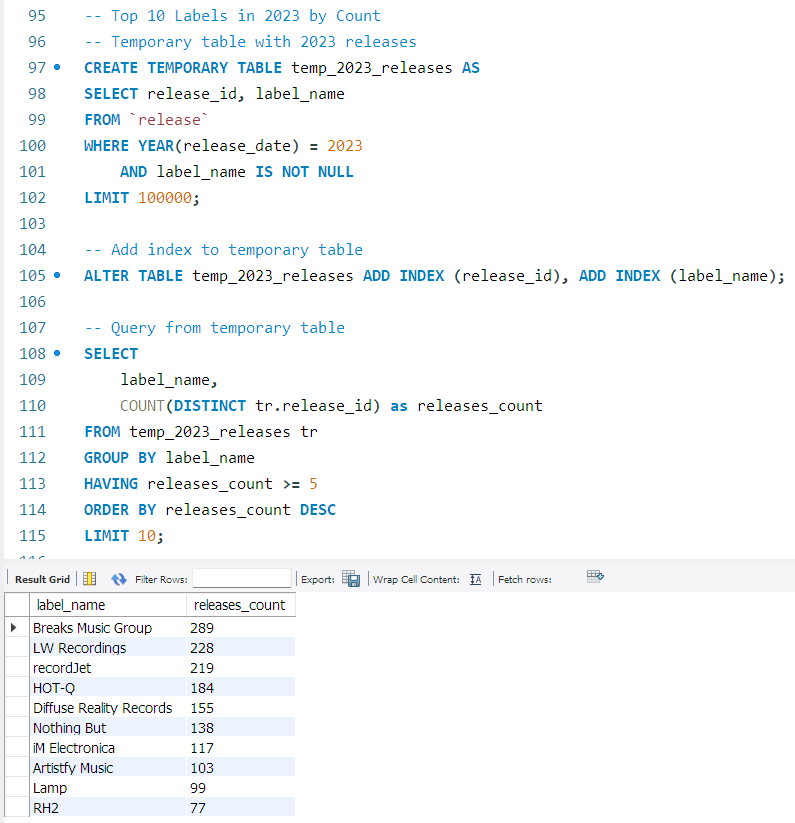 95 -- Top 10 Labels in 2023 by Count
96 -- Temporary table with 2023 releases
97 CREATE TEMPORARY TABLE temp_2023_releases AS
98 SELECT release_id, label_name
99 FROM `release`
100 WHERE YEAR(release_date) = 2023
101 AND label_name IS NOT NULL
102 LIMIT 100000;
103
104 -- Add index to temporary table
105 ALTER TABLE temp_2023_releases ADD INDEX (release_id), ADD INDEX (label_name);
106
107 -- Query from temporary table
108 SELECT
109 label_name,
110 COUNT(DISTINCT tr.release_id) as releases_count
111 FROM temp_2023_releases tr
112 GROUP BY label_name
113 HAVING releases_count >= 5
114 ORDER BY releases_count DESC
115 LIMIT 10;
Result Grid Filter Rows: Export: Wrap Cell Content: IA Fetch rows:
label_name releases_count
Breaks Music Group 289
LW Recordings 228
recordJet 219
HOT-Q 184
Diffuse Reality Records 155
Nothing But 138
iM Electronica 117
Artistfy Music 103
Lamp 99
RH2 77